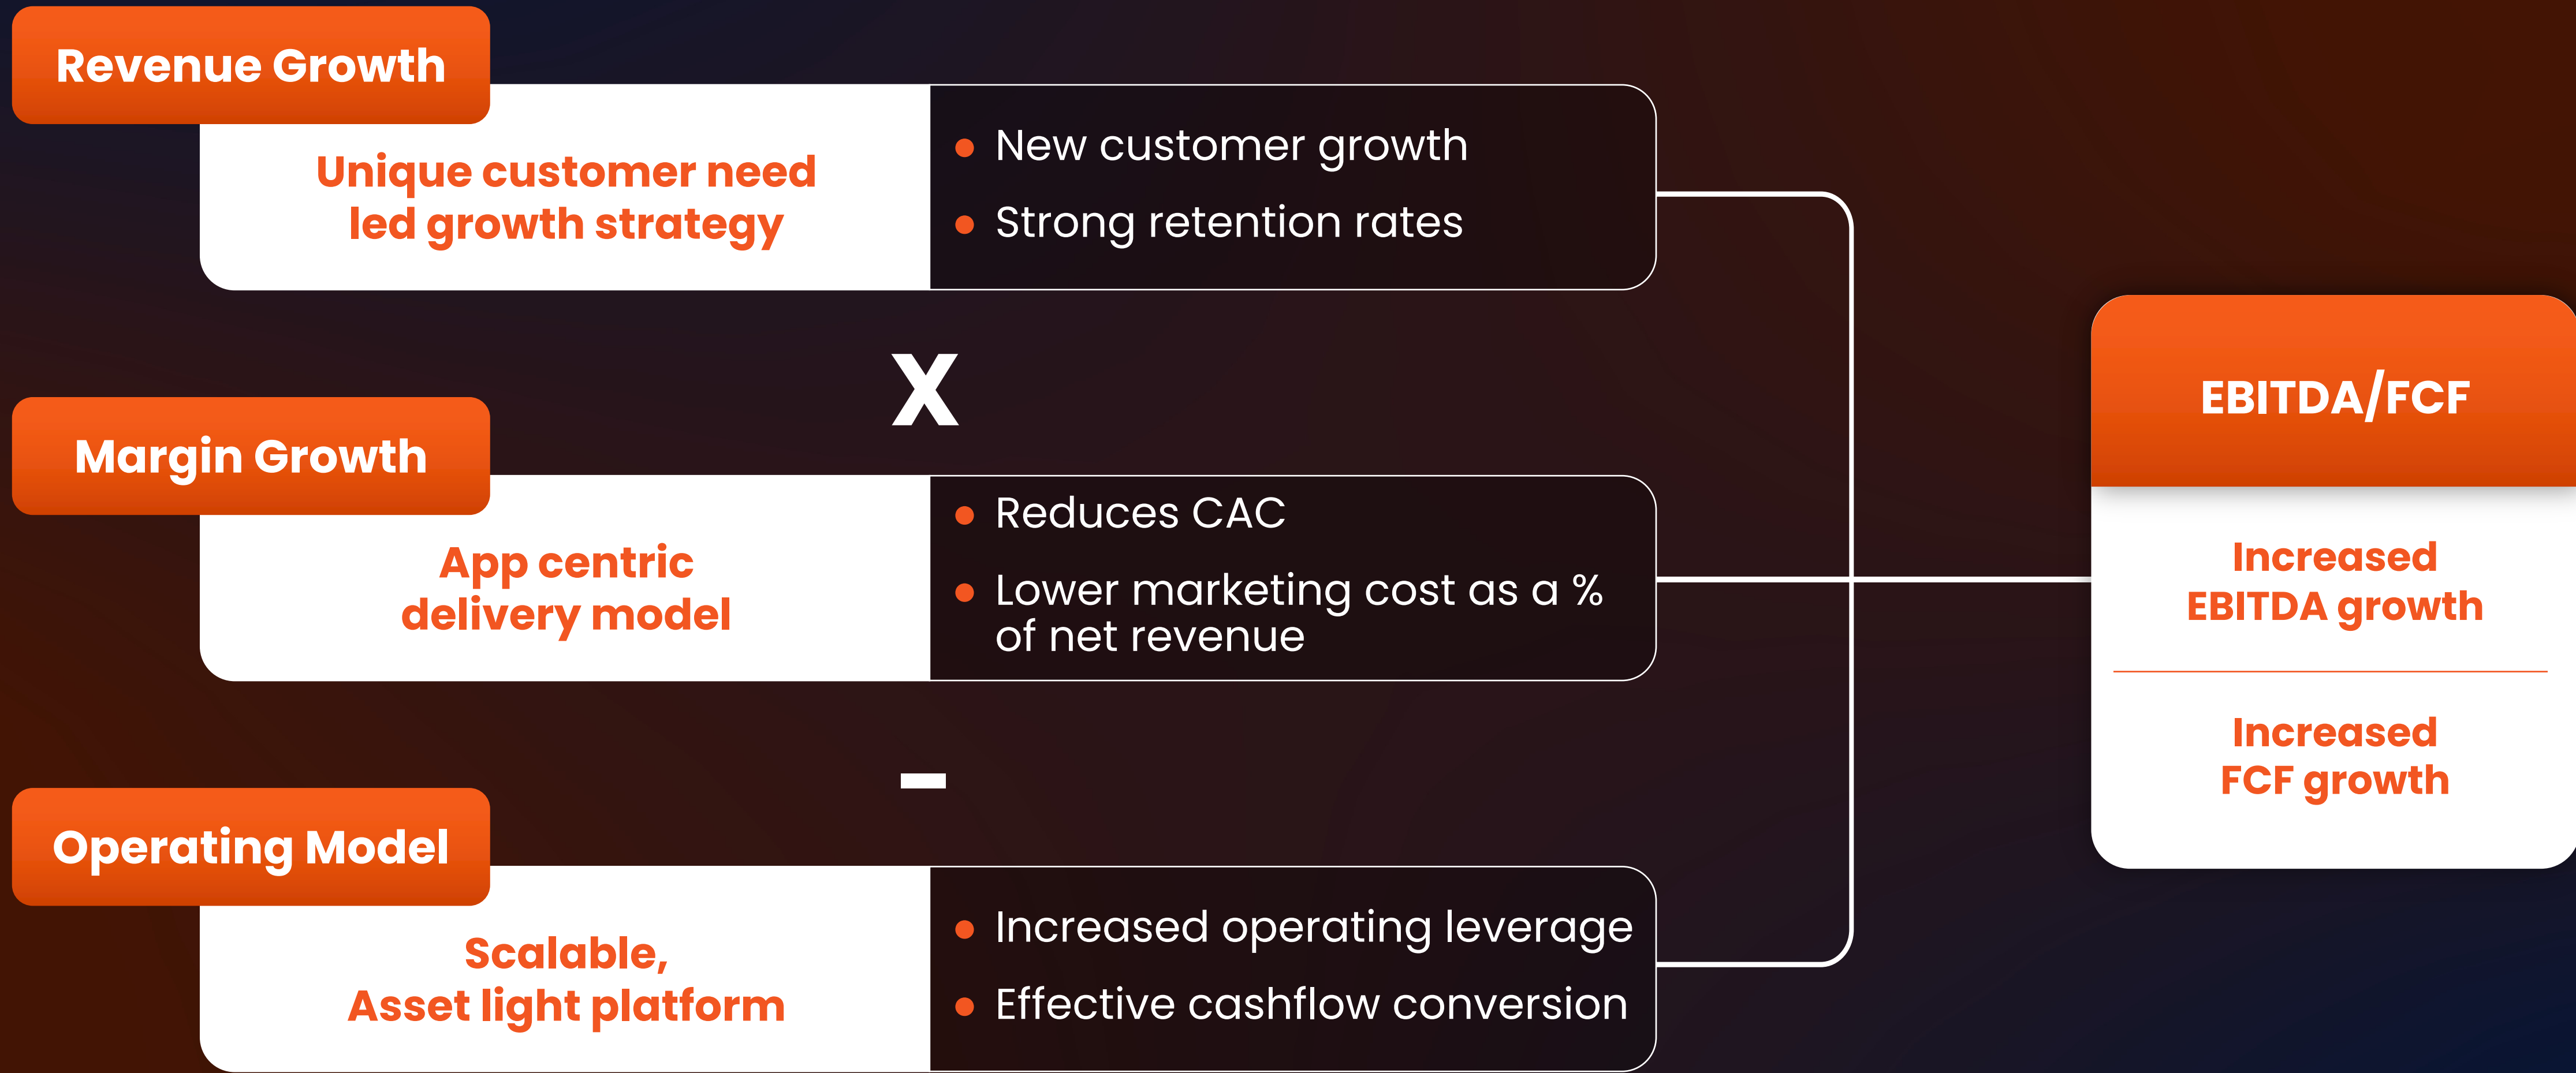 Revenue Growth
Unique customer need
led growth strategy
• New customer growth
• Strong retention rates
X
Margin Growth
App centric
delivery model
• Reduces CAC
• Lower marketing cost as a %
of net revenue
-
Operating Model
Scalable,
Asset light platform
• Increased operating leverage
• Effective cashflow conversion
EBITDA/FCF
Increased
EBITDA growth
Increased
FCF growth